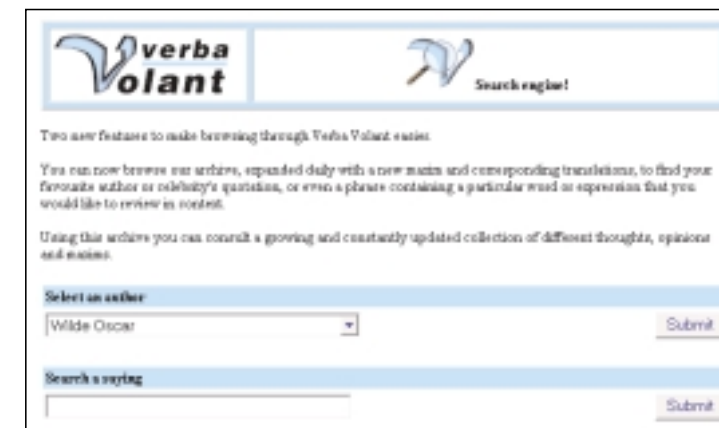 verba
Volant
Search engine!
Two new features to make browsing through Verba Volant easier.
You can now browse our archive, expanded daily with a new maxim and corresponding translations, to find your
favourite author or celebrity's quotation, or even a phrase containing a particular word or expression that you
would like to review in context.
Using this archive you can consult a growing and constantly updated collection of different thoughts, opinions
and maxims.
Select an author
Wilde Oscar
Submit
Search a saying
Submit